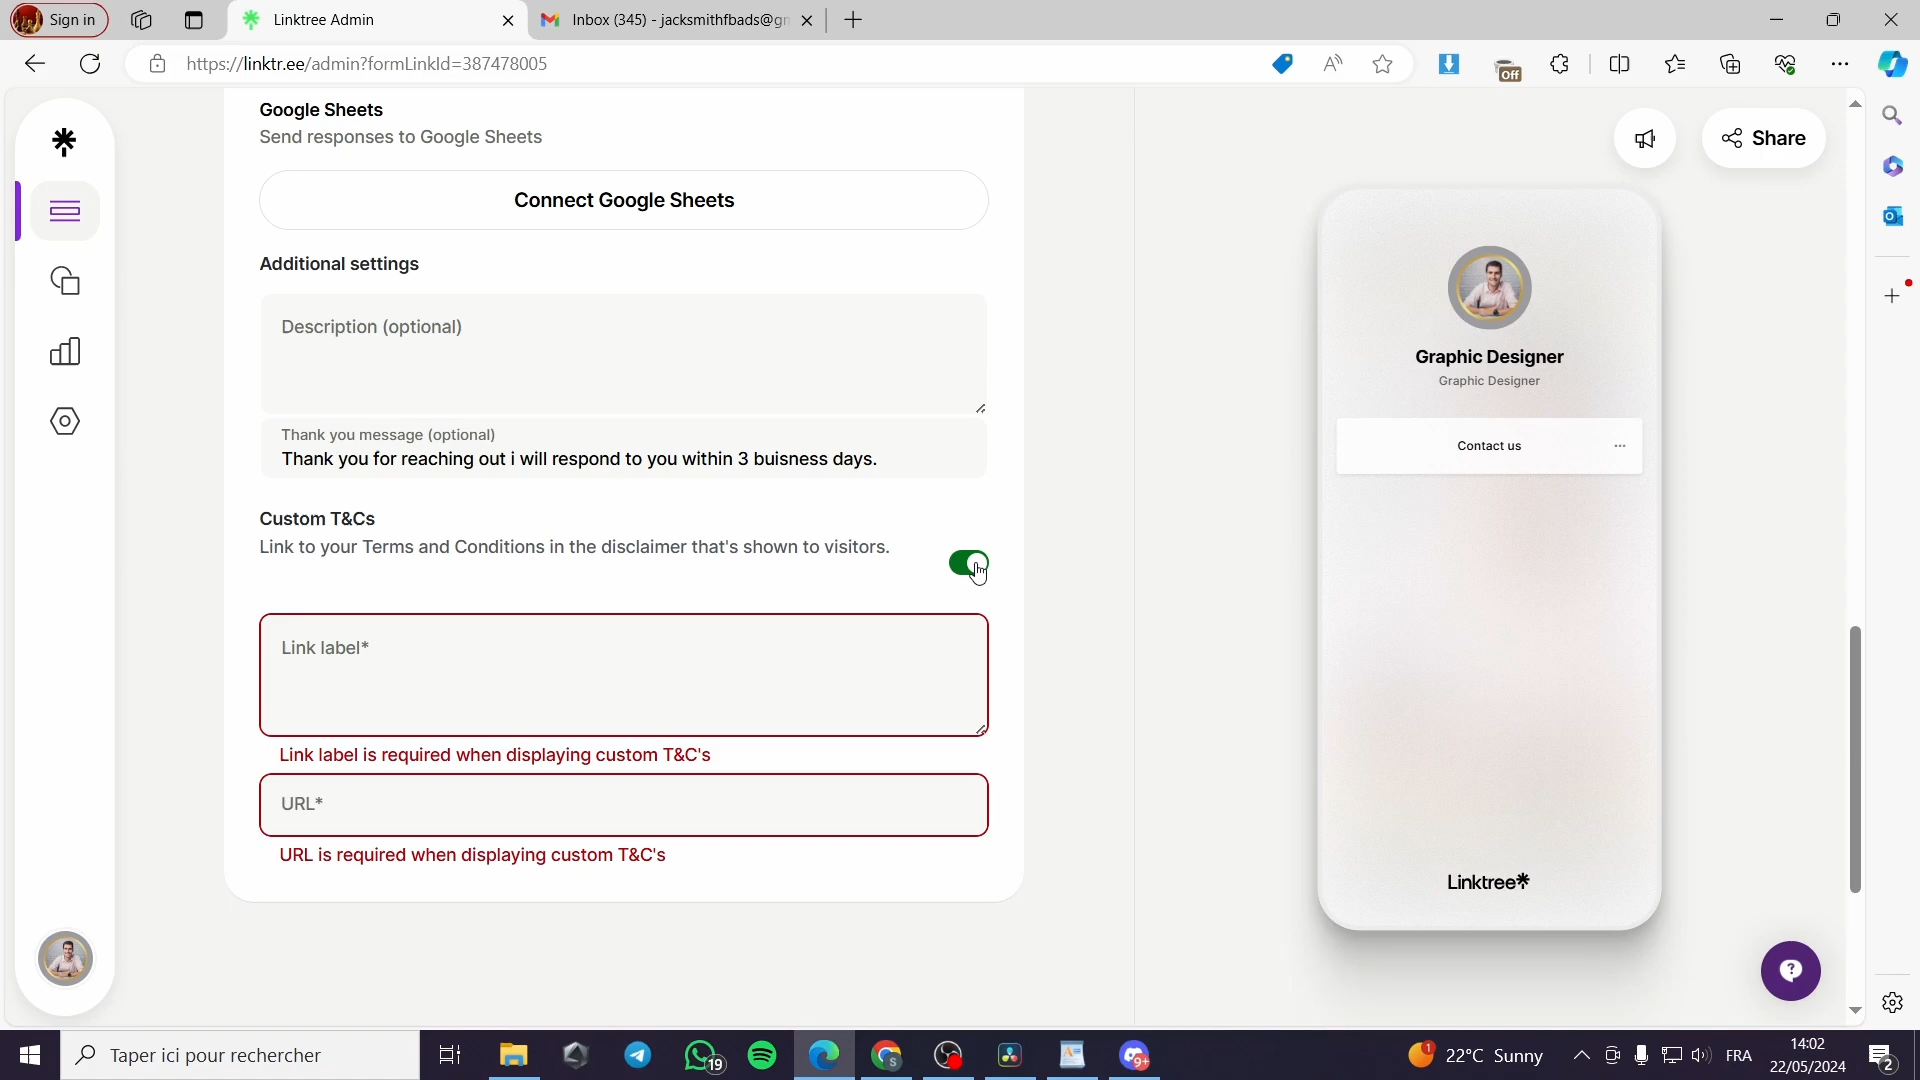 Sign in
Linktree Admin
Inbox (345) - jacksmithfbads@gm
https://linktr.ee/admin?formLinkId=387478005
Off
Google Sheets
Send responses to Google Sheets
Connect Google Sheets
Additional settings
Description (optional)
Thank you message (optional)
Thank you for reaching out i will respond to you within 3 buisness days.
Custom T&Cs
Link to your Terms and Conditions in the disclaimer that's shown to visitors.
Link label*
Link label is required when displaying custom T&C's
URL*
URL is required when displaying custom T&C's
Share
Graphic Designer
Graphic Designer
Contact us
Linktree
Taper ici pour rechercher
19
9+
1
22°C Sunny
FRA
14:02
22/05/2024
2